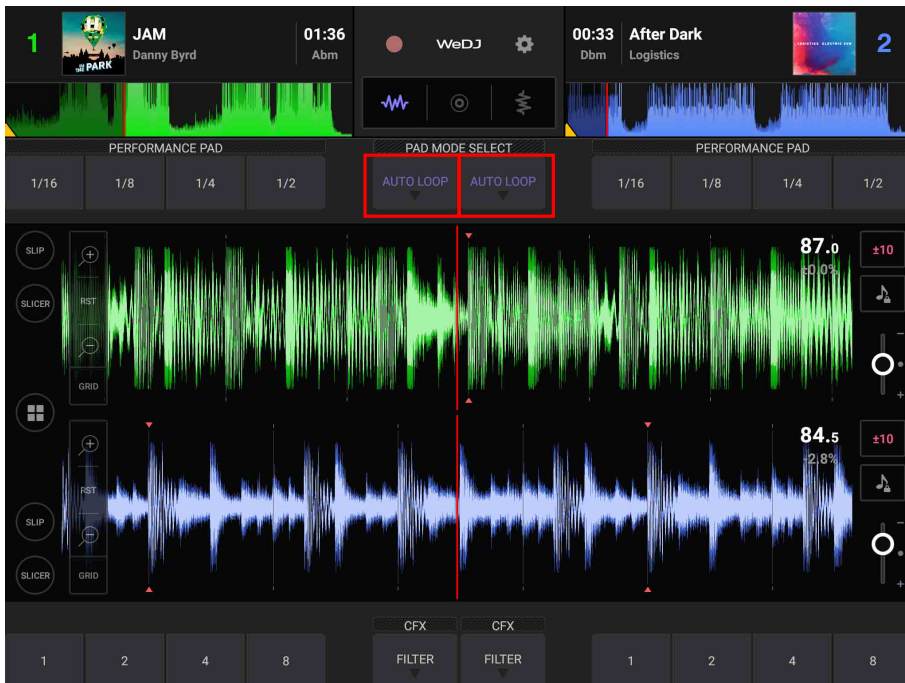 1
IN THE PARK
JAM
Danny Byrd
01:36
Abm
WeDJ
00:33
Dbm
After Dark
Logistics
2
PERFORMANCE PAD
PAD MODE SELECT
PERFORMANCE PAD
1/16 1/8 1/4 1/2
AUTO LOOP AUTO LOOP
1/16 1/8 1/4 1/2
SLIP
SLICER
RST
GRID
87.0
±0.0%
±10
−
+
84.5
-2.8%
±10
RST
SLIP
SLICER
GRID
−
+
CFX CFX
1 2 4 8
FILTER FILTER
1 2 4 8